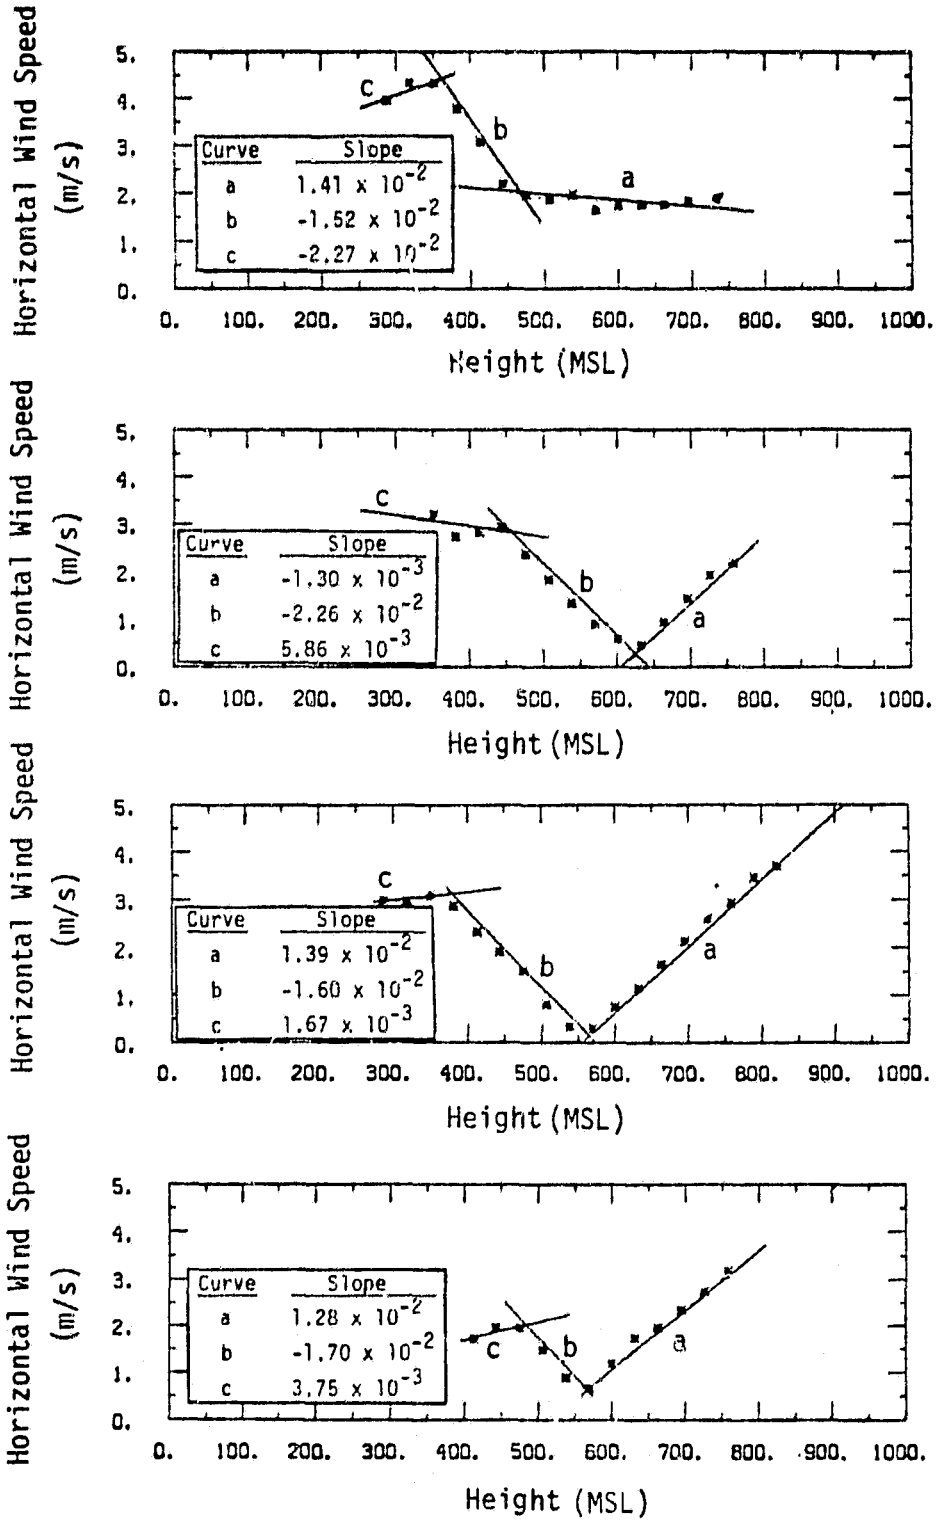 Horizontal Wind Speed
(m/s)
5.
4.
3.
2.
1.
0.
c
b
a
Curve Slope
a 1.41 x 10-2
b -1.52 x 10-2
c -2.27 x 10-2
0. 100. 200. 300. 400. 500. 600. 700. 800. 900. 1000.
Height (MSL)
Horizontal Wind Speed
(m/s)
5.
4.
3.
2.
1.
0.
c
b
a
Curve Slope
a -1.30 x 10-3
b -2.26 x 10-2
c 5.86 x 10-3
0. 100. 200. 300. 400. 500. 600. 700. 800. 900. 1000.
Height (MSL)
Horizontal Wind Speed
(m/s)
5.
4.
3.
2.
1.
0.
c
b
a
Curve Slope
a 1.39 x 10-2
b -1.60 x 10-2
c 1.67 x 10-3
0. 100. 200. 300. 400. 500. 600. 700. 800. 900. 1000.
Height (MSL)
Horizontal Wind Speed
(m/s)
5.
4.
3.
2.
1.
0.
c
b
a
Curve Slope
a 1.28 x 10-2
b -1.70 x 10-2
c 3.75 x 10-3
0. 100. 200. 300. 400. 500. 600. 700. 800. 900. 1000.
Height (MSL)